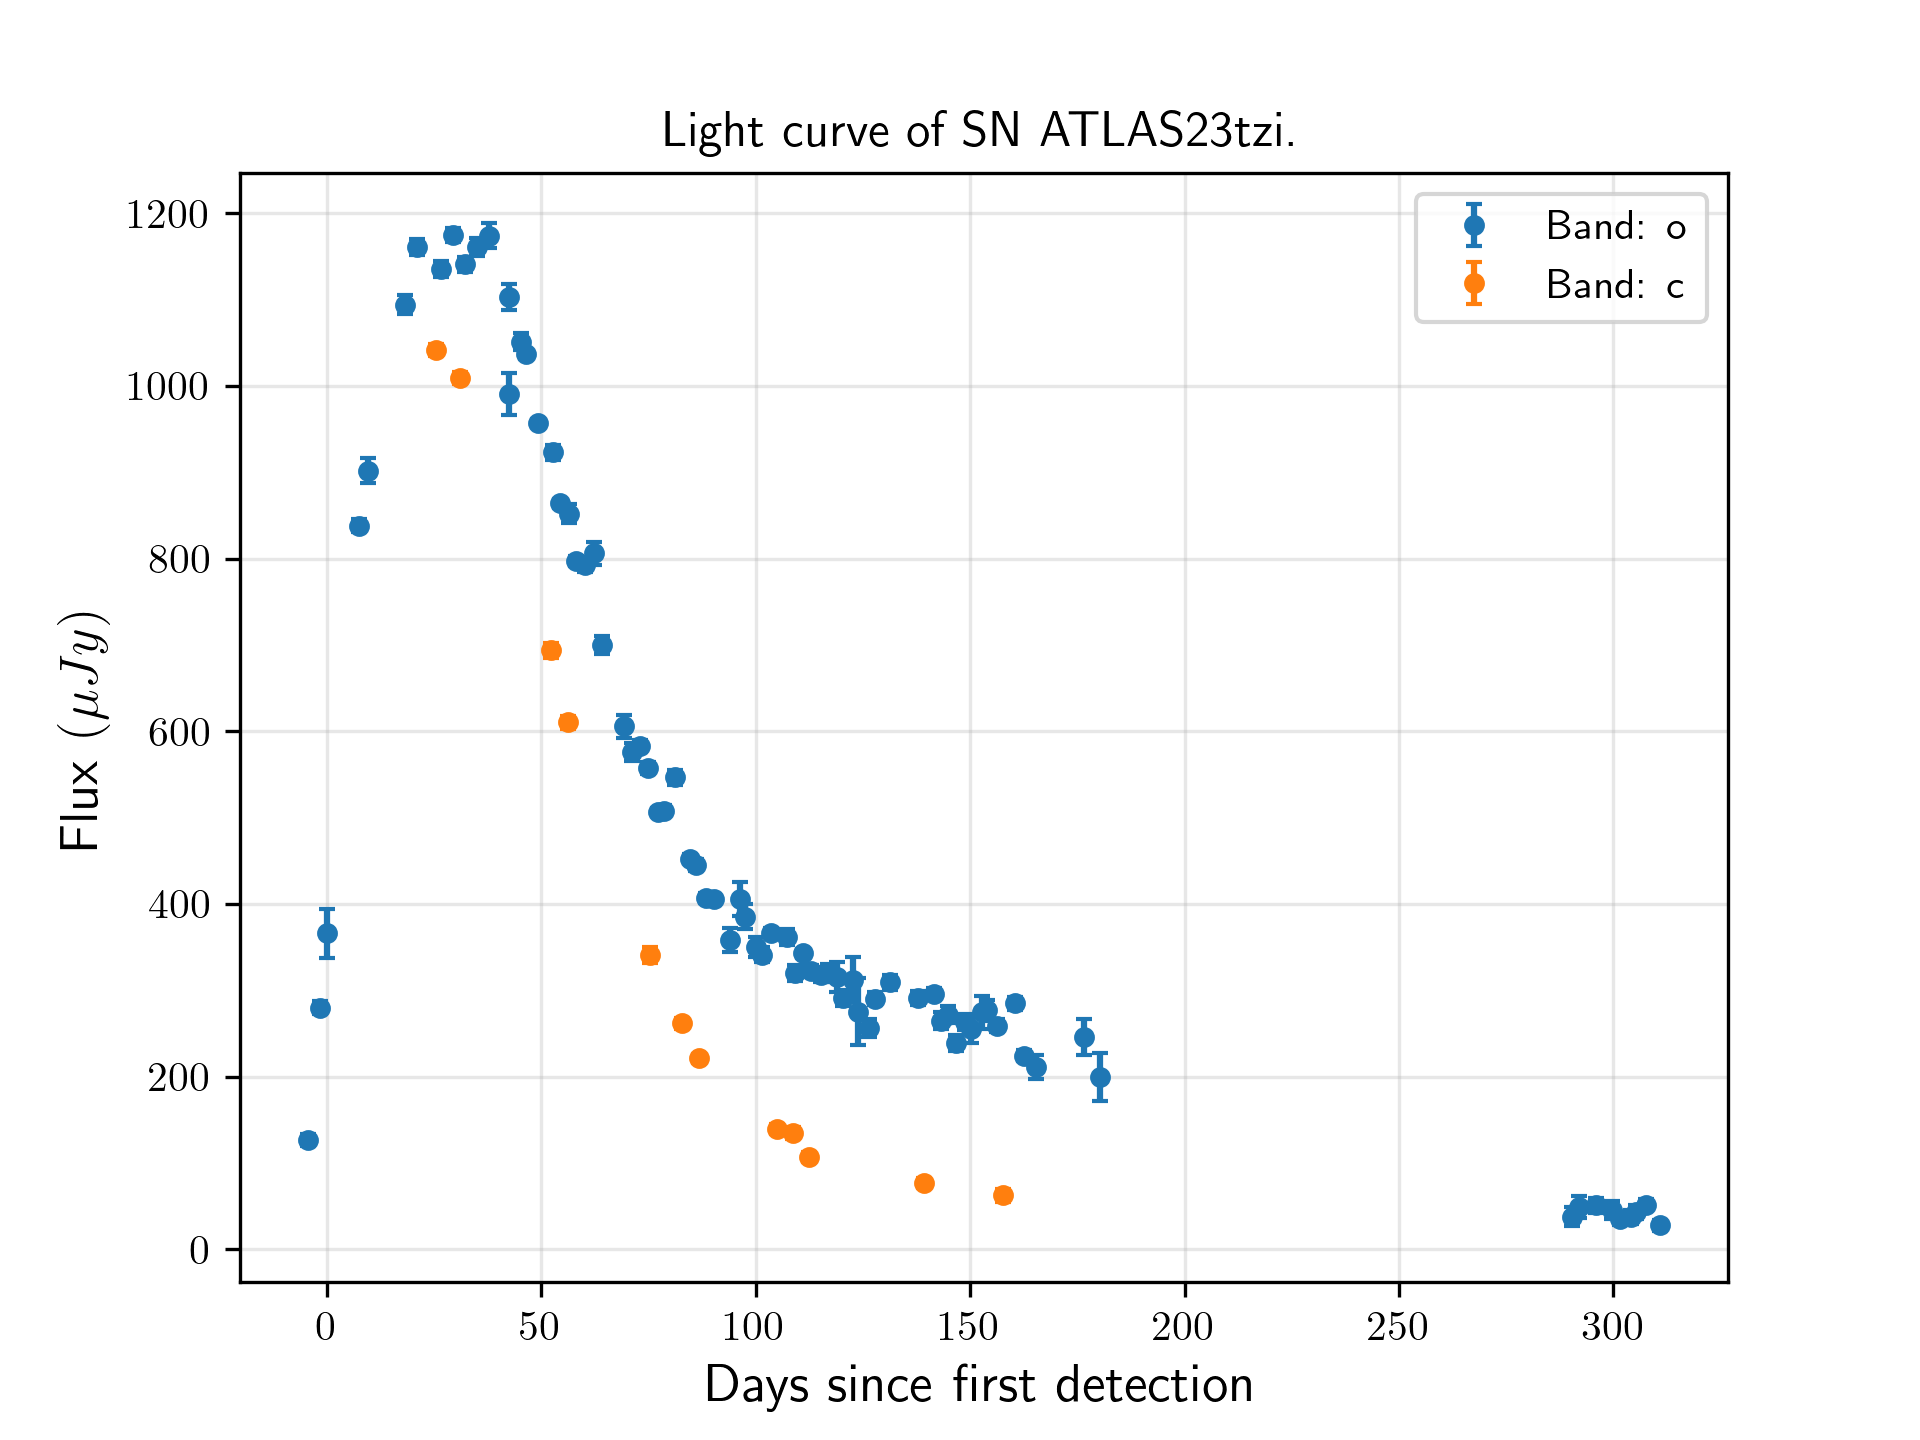 Light curve of SN ATLAS23tzi.
Band: o
Band: c
1200
1000
800
600
400
200
0
Flux (μJy)
0 50 100 150 200 250 300
Days since first detection